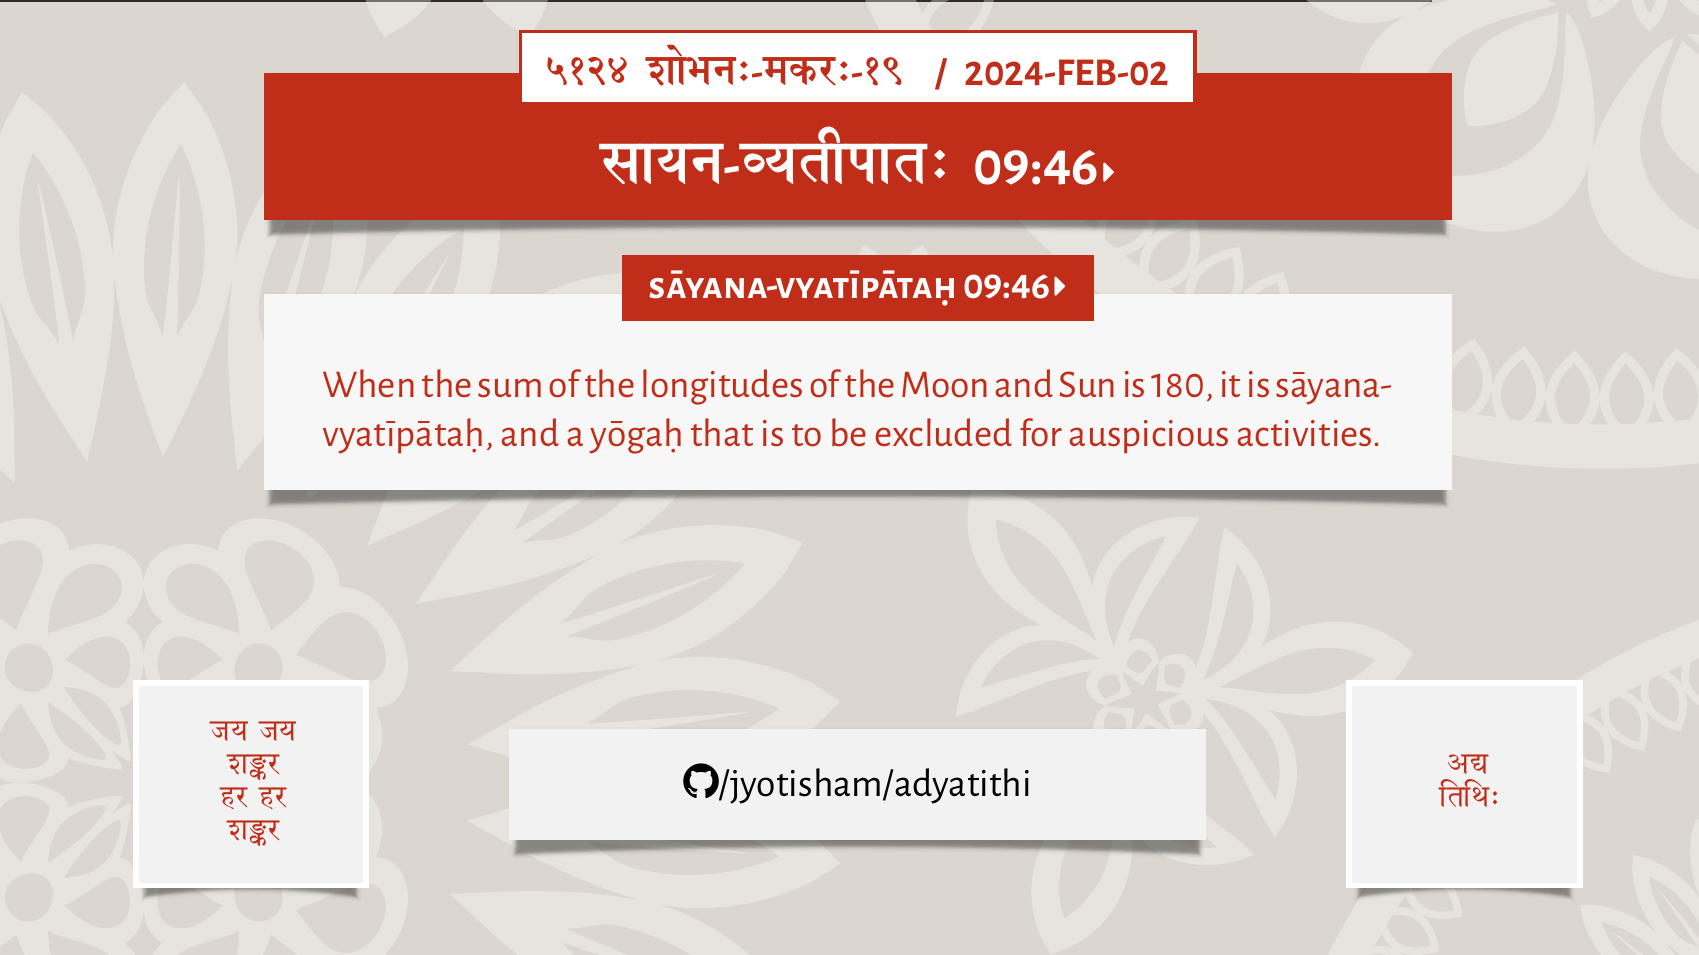 ५१२४ शोभनः-मकरः-१९ / 2024-FEB-02
सायन-व्यतीपातः 09:46▸
SĀYANA-VYATĪPĀTAḤ 09:46▸
When the sum of the longitudes of the Moon and Sun is 180, it is sāyana-
vyatīpātaḥ, and a yōgaḥ that is to be excluded for auspicious activities.
जय जय
शङ्कर
हर हर
शङ्कर
/jyotisham/adyatithi
अद्य
तिथिः